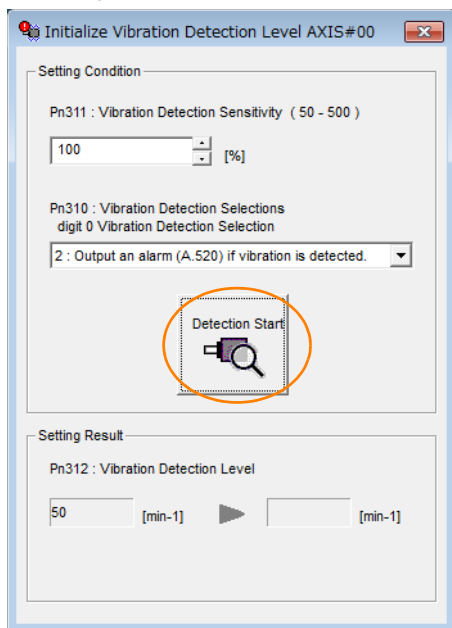 Initialize Vibration Detection Level AXIS#00
Setting Condition
Pn311 : Vibration Detection Sensitivity ( 50 - 500 )
100
[%]
Pn310 : Vibration Detection Selections
digit 0 Vibration Detection Selection
2 : Output an alarm (A.520) if vibration is detected.
Detection Start
Setting Result
Pn312 : Vibration Detection Level
50 [min-1] [min-1]